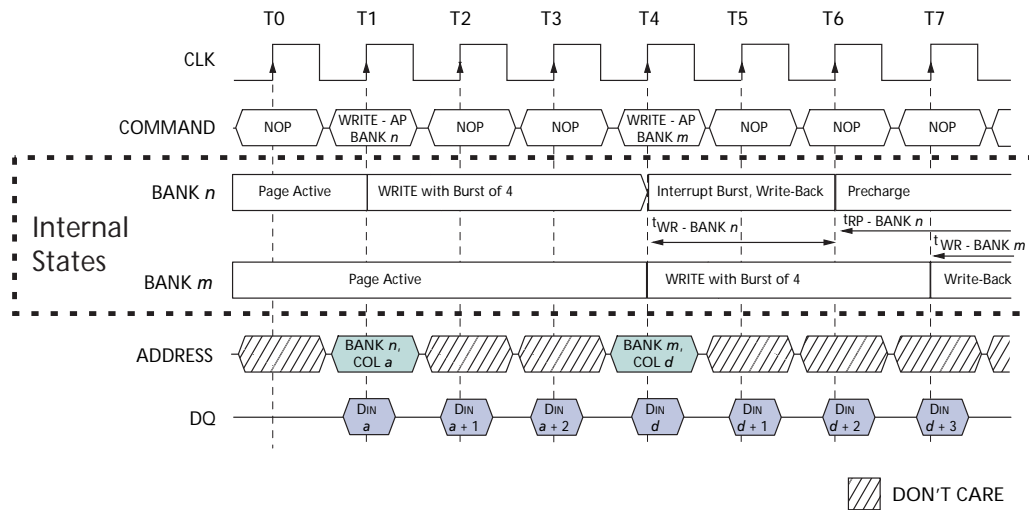 T0 T1 T2 T3 T4 T5 T6 T7
CLK
COMMAND NOP WRITE - AP BANK n NOP NOP WRITE - AP BANK m NOP NOP NOP
Internal States
BANK n Page Active WRITE with Burst of 4 Interrupt Burst, Write-Back Precharge
tWR - BANK n tRP - BANK n
tWR - BANK m
BANK m Page Active WRITE with Burst of 4 Write-Back
ADDRESS BANK n, COL a BANK m, COL d
DQ DIN a DIN a + 1 DIN a + 2 DIN d DIN d + 1 DIN d + 2 DIN d + 3
DON'T CARE